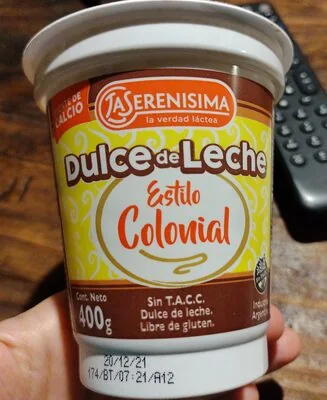 FUENTE DE
CALCIO
LA SERENISIMA
la verdad láctea
Dulce de Leche
Estilo
Colonial
Cont. Neto
400g
Sin T.A.C.C.
Dulce de leche.
Libre de gluten.
Industria
20/12/21
174/BT/07:21/A12